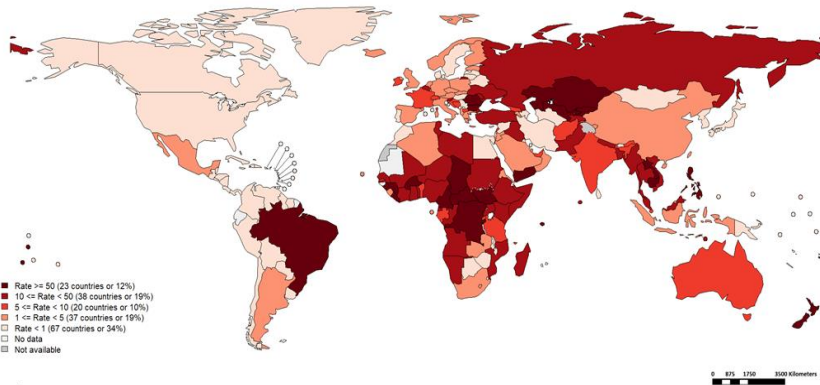 Rate >= 50 (23 countries or 12%)
10 <= Rate < 50 (38 countries or 19%)
5 <= Rate < 10 (20 countries or 10%)
1 <= Rate < 5 (37 countries or 19%)
Rate < 1 (67 countries or 34%)
No data
Not available
0 875 1750 3500 Kilometers